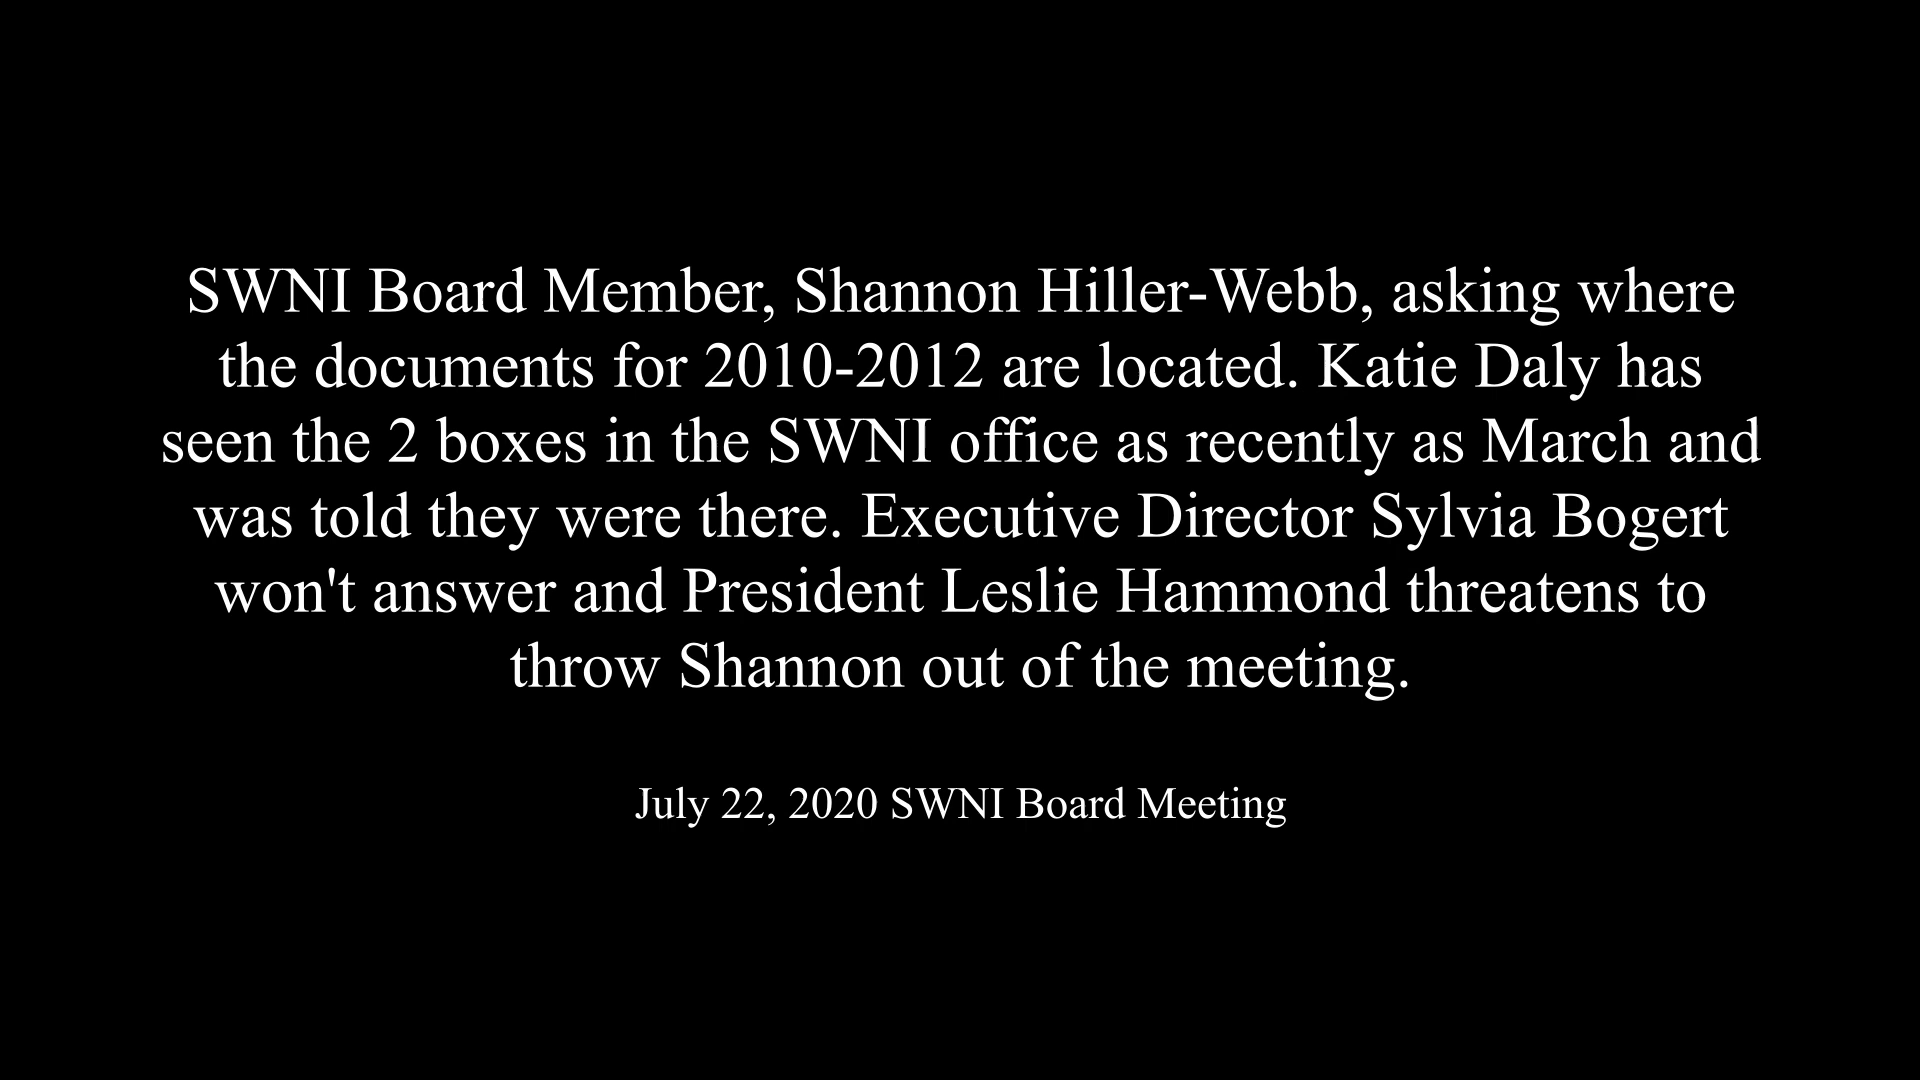 SWNI Board Member, Shannon Hiller-Webb, asking where
the documents for 2010-2012 are located. Katie Daly has
seen the 2 boxes in the SWNI office as recently as March and
was told they were there. Executive Director Sylvia Bogert
won't answer and President Leslie Hammond threatens to
throw Shannon out of the meeting.
July 22, 2020 SWNI Board Meeting